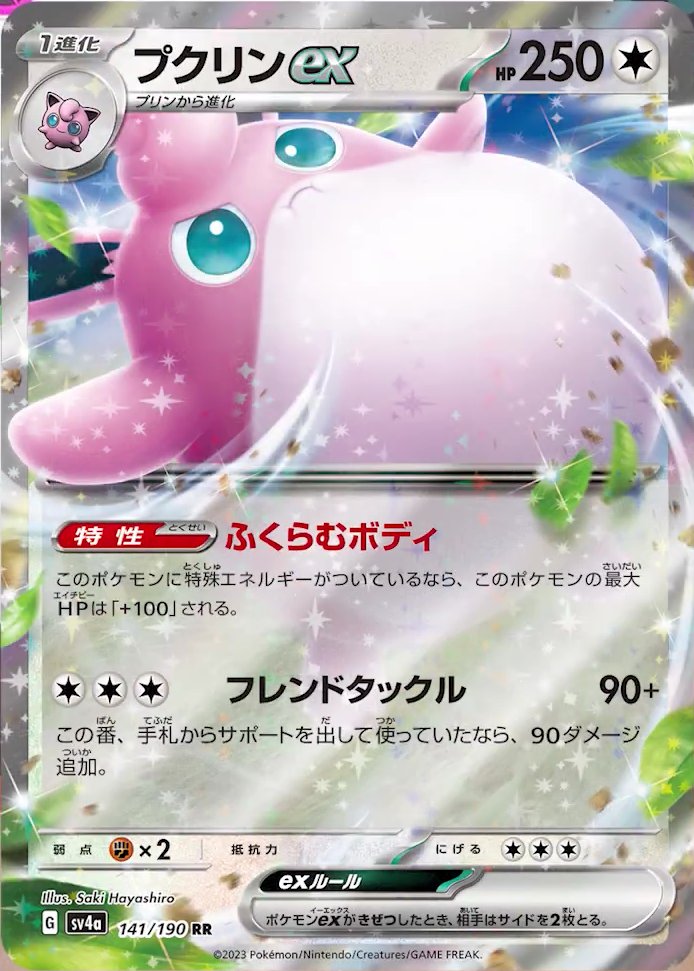 1進化
プクリンex
HP 250
プリンから進化
特性 とくせい ふくらむボディ
このポケモンに特殊エネルギーがついているなら、このポケモンの最大
HPは「+100」される。
フレンドタックル 90+
この番、手札からサポートを出して使っていたなら、90ダメージ
追加。
弱点 ×2 抵抗力 にげる
exルール
ポケモンexがきぜつしたとき、相手はサイドを2枚とる。
Illus. Saki Hayashiro
G sv4a 141/190 RR
©2023 Pokémon/Nintendo/Creatures/GAME FREAK.